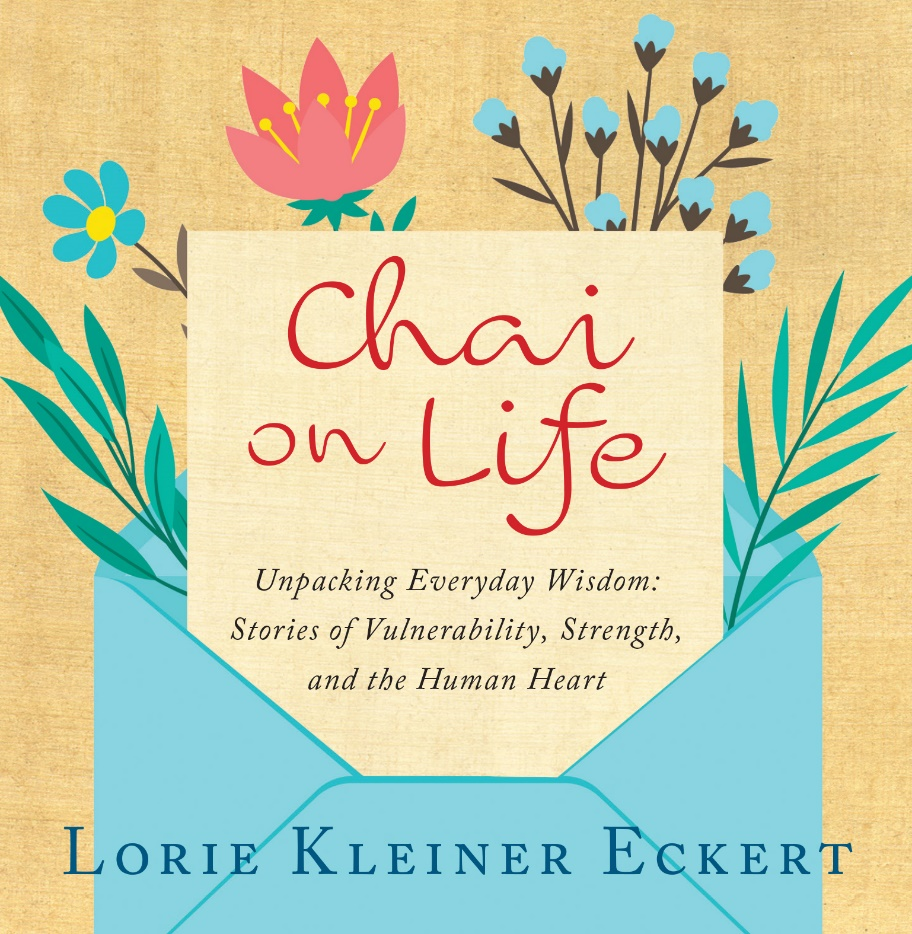 Chai
on Life
Unpacking Everyday Wisdom:
Stories of Vulnerability, Strength,
and the Human Heart
Lorie Kleiner Eckert